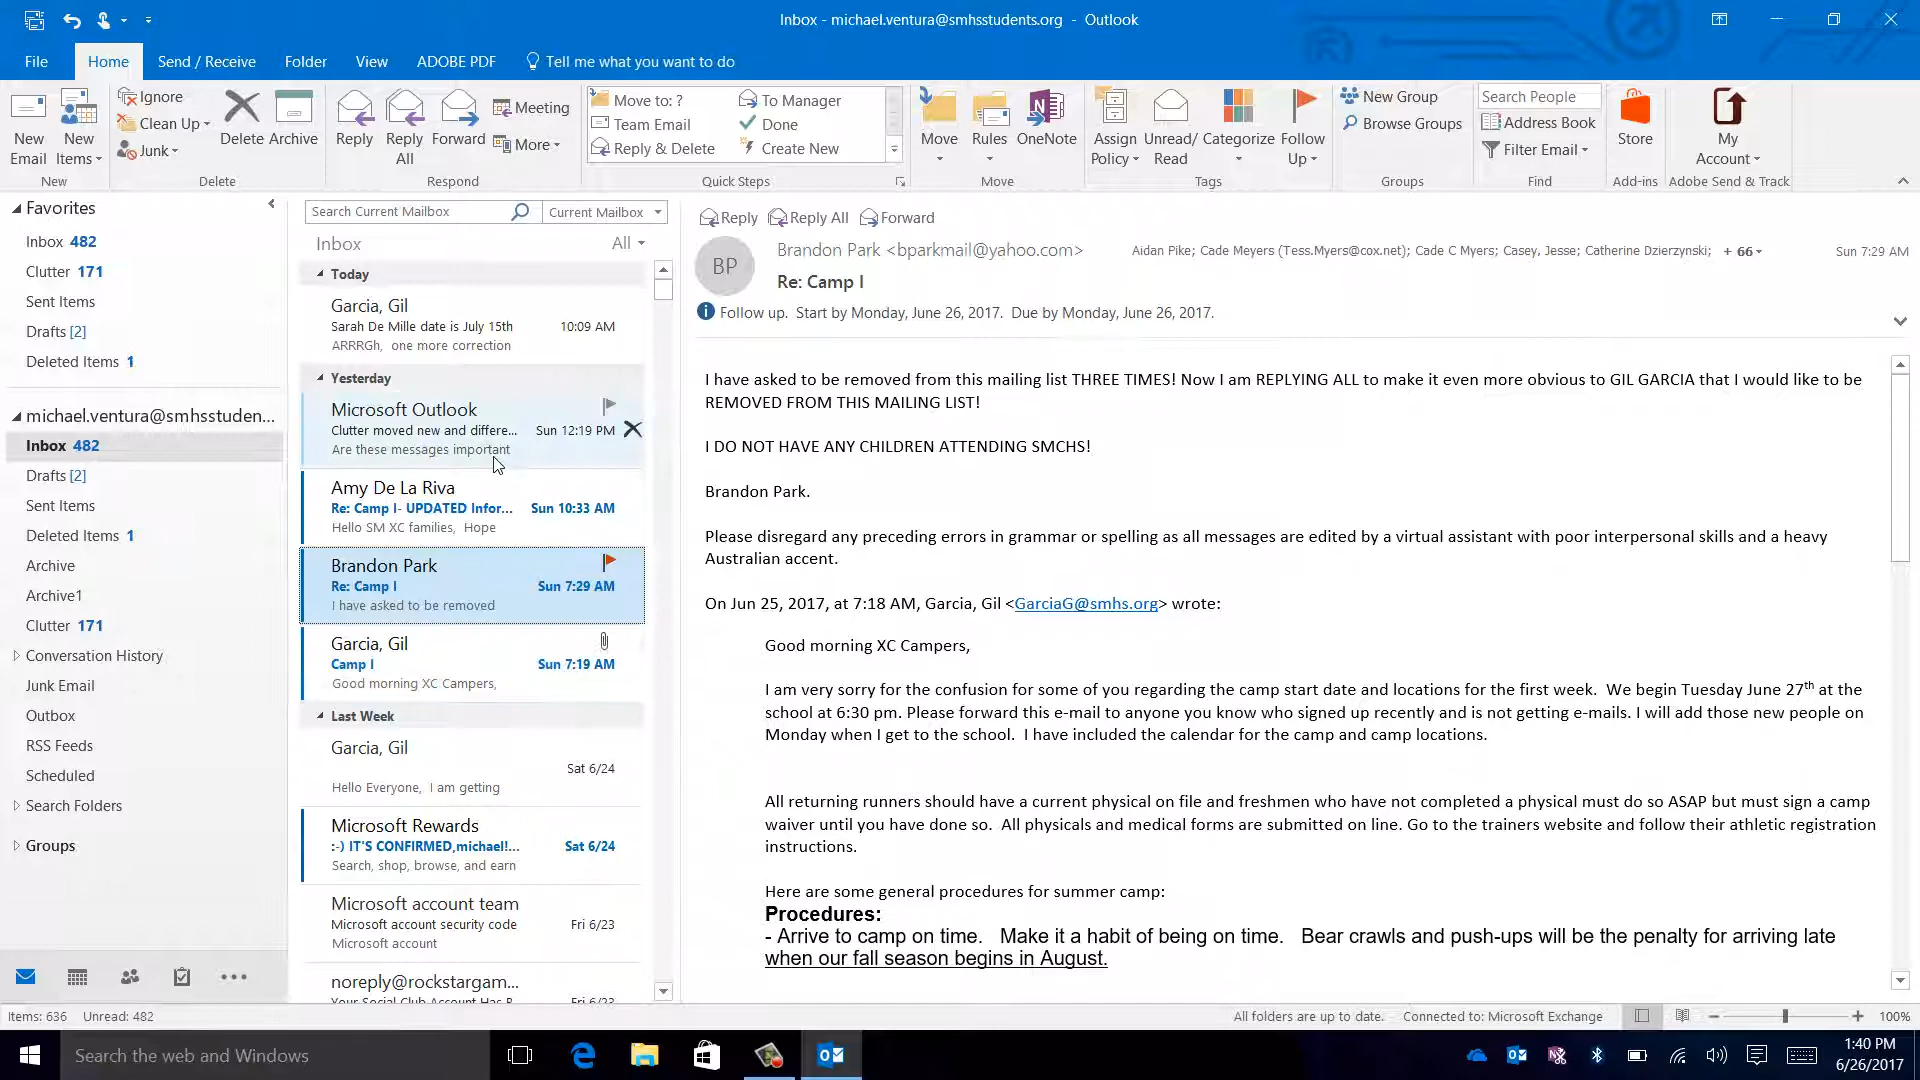 Inbox - michael.ventura@smhsstudents.org - Outlook
File Home Send / Receive Folder View ADOBE PDF Tell me what you want to do
New Email
New Items
New
Ignore
Clean Up
Junk
Delete
Archive
Delete
Reply
Reply All
Forward
Meeting
More
Respond
Move to: ?
Team Email
Reply & Delete
To Manager
Done
Create New
Quick Steps
Move
Rules
OneNote
Move
Assign Policy
Unread/ Read
Categorize
Follow Up
Tags
New Group
Browse Groups
Groups
Search People
Address Book
Filter Email
Find
Store
Add-ins
My Account
Adobe Send & Track
Favorites
Inbox 482
Clutter 171
Sent Items
Drafts [2]
Deleted Items 1
michael.ventura@smhsstuden...
Inbox 482
Drafts [2]
Sent Items
Deleted Items 1
Archive
Archive1
Clutter 171
Conversation History
Junk Email
Outbox
RSS Feeds
Scheduled
Search Folders
Groups
Search Current Mailbox
Current Mailbox
Inbox
All
Today
Garcia, Gil
Sarah De Mille date is July 15th 10:09 AM
ARRRGh, one more correction
Yesterday
Microsoft Outlook
Clutter moved new and differe... Sun 12:19 PM
Are these messages important
Amy De La Riva
Re: Camp I- UPDATED Infor... Sun 10:33 AM
Hello SM XC families, Hope
Brandon Park
Re: Camp I Sun 7:29 AM
I have asked to be removed
Garcia, Gil
Camp I Sun 7:19 AM
Good morning XC Campers,
Last Week
Garcia, Gil
Sat 6/24
Hello Everyone, I am getting
Microsoft Rewards
:-) IT'S CONFIRMED,michael!... Sat 6/24
Search, shop, browse, and earn
Microsoft account team
Microsoft account security code Fri 6/23
Microsoft account
noreply@rockstargam...
Your Social Club Account Has B Fri 6/23
Reply Reply All Forward
BP
Brandon Park <bparkmail@yahoo.com>
Aidan Pike; Cade Meyers (Tess.Myers@cox.net); Cade C Myers; Casey, Jesse; Catherine Dzierzynski; + 66
Sun 7:29 AM
Re: Camp I
Follow up. Start by Monday, June 26, 2017. Due by Monday, June 26, 2017.
I have asked to be removed from this mailing list THREE TIMES! Now I am REPLYING ALL to make it even more obvious to GIL GARCIA that I would like to be
REMOVED FROM THIS MAILING LIST!
I DO NOT HAVE ANY CHILDREN ATTENDING SMCHS!
Brandon Park.
Please disregard any preceding errors in grammar or spelling as all messages are edited by a virtual assistant with poor interpersonal skills and a heavy
Australian accent.
On Jun 25, 2017, at 7:18 AM, Garcia, Gil <GarciaG@smhs.org> wrote:
Good morning XC Campers,
I am very sorry for the confusion for some of you regarding the camp start date and locations for the first week. We begin Tuesday June 27th at the
school at 6:30 pm. Please forward this e-mail to anyone you know who signed up recently and is not getting e-mails. I will add those new people on
Monday when I get to the school. I have included the calendar for the camp and camp locations.
All returning runners should have a current physical on file and freshmen who have not completed a physical must do so ASAP but must sign a camp
waiver until you have done so. All physicals and medical forms are submitted on line. Go to the trainers website and follow their athletic registration
instructions.
Here are some general procedures for summer camp:
Procedures:
- Arrive to camp on time. Make it a habit of being on time. Bear crawls and push-ups will be the penalty for arriving late
when our fall season begins in August.
Items: 636 Unread: 482
All folders are up to date. Connected to: Microsoft Exchange
100%
Search the web and Windows
1:40 PM
6/26/2017